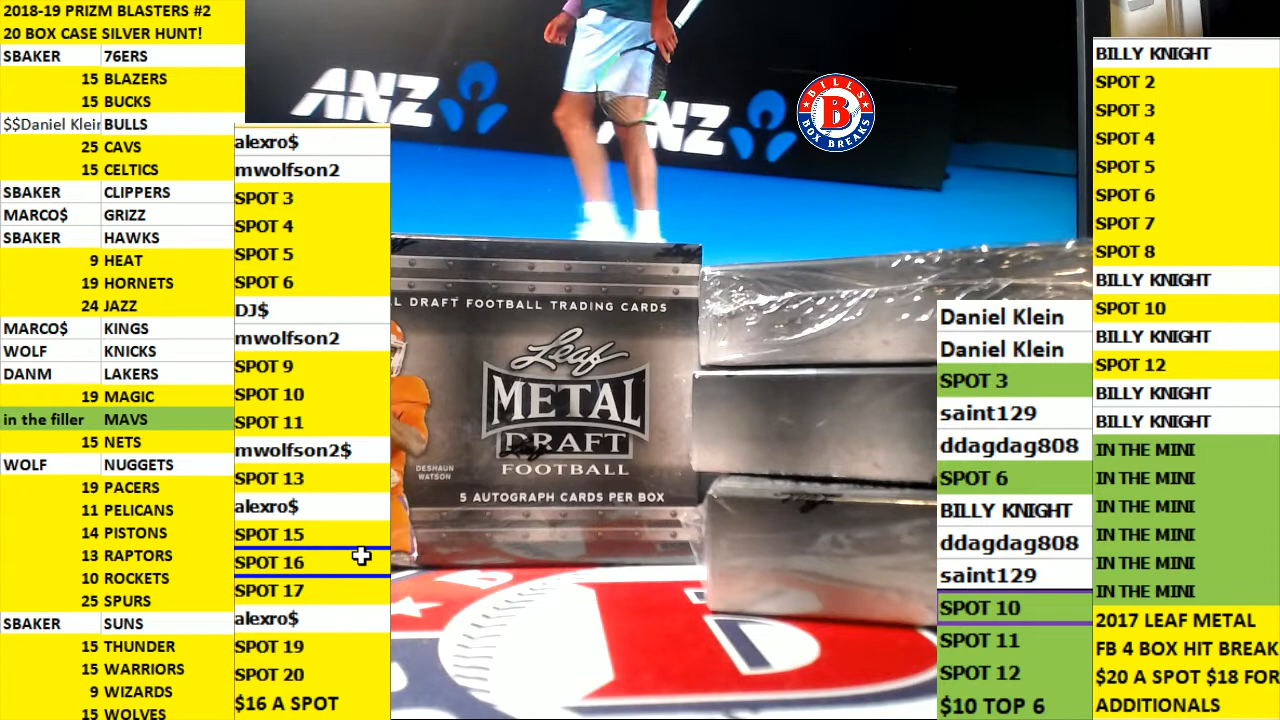 2018-19 PRIZM BLASTERS #2
20 BOX CASE SILVER HUNT!
SBAKER 76ERS
15 BLAZERS
15 BUCKS
$$Daniel Klein BULLS
25 CAVS
15 CELTICS
SBAKER CLIPPERS
MARCO$ GRIZZ
SBAKER HAWKS
9 HEAT
19 HORNETS
24 JAZZ
MARCO$ KINGS
WOLF KNICKS
DANM LAKERS
19 MAGIC
in the filler MAVS
15 NETS
WOLF NUGGETS
19 PACERS
11 PELICANS
14 PISTONS
13 RAPTORS
10 ROCKETS
25 SPURS
SBAKER SUNS
15 THUNDER
15 WARRIORS
9 WIZARDS
15 WOLVES
alexro$
mwolfson2
SPOT 3
SPOT 4
SPOT 5
SPOT 6
DJ$
mwolfson2
SPOT 9
SPOT 10
SPOT 11
mwolfson2$
SPOT 13
alexro$
SPOT 15
SPOT 16
SPOT 17
alexro$
SPOT 19
SPOT 20
$16 A SPOT
ANZ
ANZ
BILLS
B
BOX BREAKS
L DRAFT FOOTBALL TRADING CARDS
Leaf
METAL
DRAFT
FOOTBALL
DESHAUN
WATSON
5 AUTOGRAPH CARDS PER BOX
Daniel Klein
Daniel Klein
SPOT 3
saint129
ddagdag808
SPOT 6
BILLY KNIGHT
ddagdag808
saint129
SPOT 10
SPOT 11
SPOT 12
$10 TOP 6
BILLY KNIGHT
SPOT 2
SPOT 3
SPOT 4
SPOT 5
SPOT 6
SPOT 7
SPOT 8
BILLY KNIGHT
SPOT 10
BILLY KNIGHT
SPOT 12
BILLY KNIGHT
BILLY KNIGHT
IN THE MINI
IN THE MINI
IN THE MINI
IN THE MINI
IN THE MINI
IN THE MINI
2017 LEAF METAL
FB 4 BOX HIT BREAK
$20 A SPOT $18 FOR
ADDITIONALS